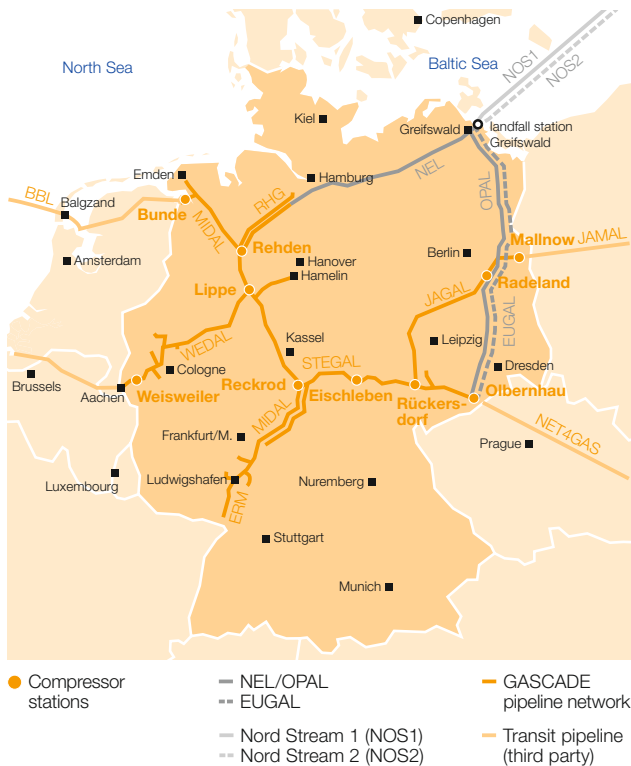 Copenhagen
North Sea
Baltic Sea
NOS1
NOS2
Kiel
Greifswald
landfall station
Greifswald
Emden
Hamburg
NEL
BBL
Balgzand
Bunde
MIDAL
RHG
OPAL
Mallnow
JAMAL
Rehden
Berlin
Amsterdam
Hanover
Hamelin
Radeland
Lippe
JAGAL
EUGAL
WEDAL
Kassel
Leipzig
STEGAL
Cologne
Dresden
Brussels
Aachen
Weisweiler
Reckrod
Eischleben
Rückers-
dorf
Olbernhau
MIDAL
NET4GAS
Frankfurt/M.
Prague
Luxembourg
Ludwigshafen
Nuremberg
ERM
Stuttgart
Munich
Compressor
stations
NEL/OPAL
EUGAL
Nord Stream 1 (NOS1)
Nord Stream 2 (NOS2)
GASCADE
pipeline network
Transit pipeline
(third party)